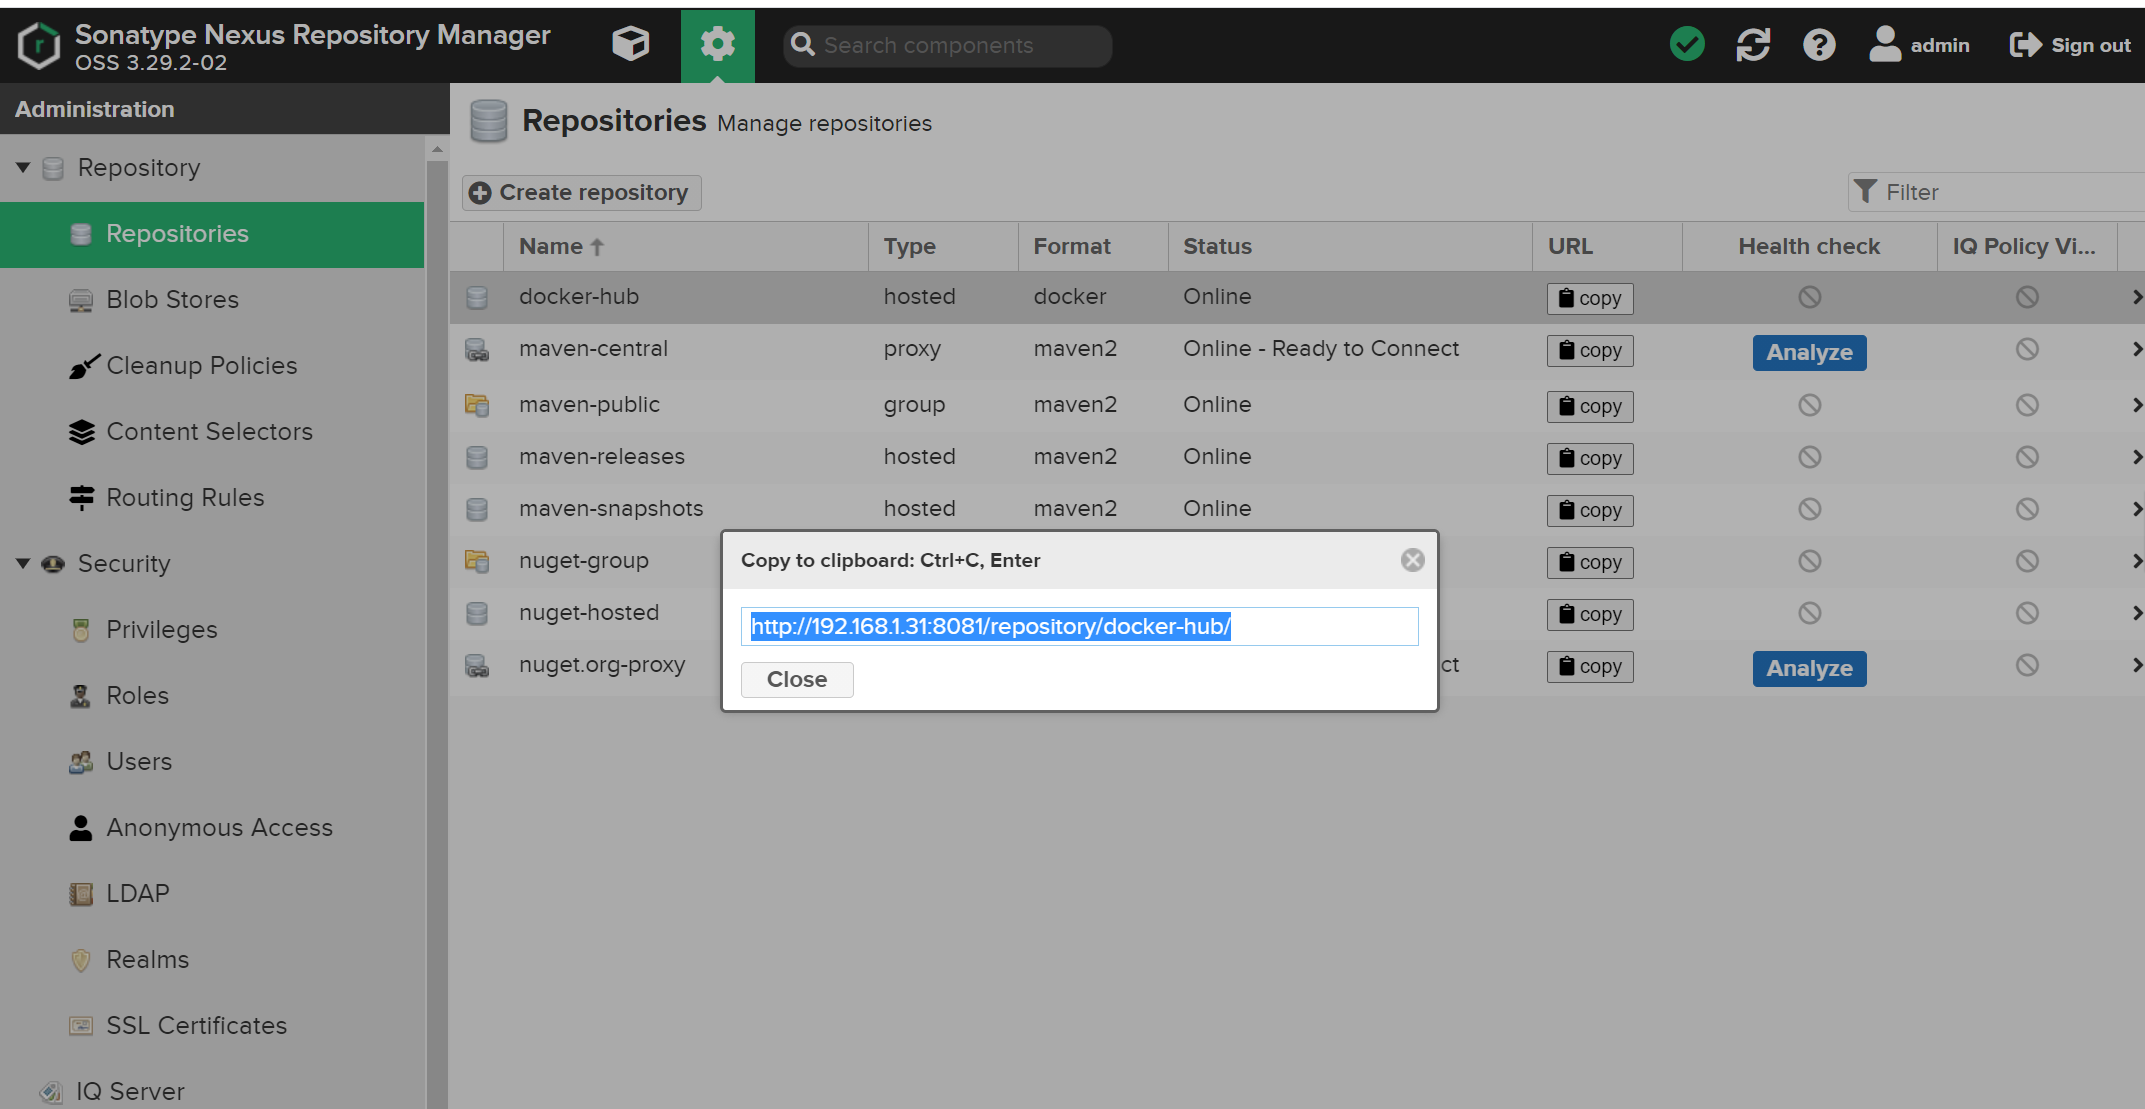 Sonatype Nexus Repository Manager
OSS 3.29.2-02
Search components
admin
Sign out
Administration
Repository
Repositories
Blob Stores
Cleanup Policies
Content Selectors
Routing Rules
Security
Privileges
Roles
Users
Anonymous Access
LDAP
Realms
SSL Certificates
IQ Server
Repositories Manage repositories
Create repository
Filter
Name Type Format Status URL Health check IQ Policy Vi...
docker-hub hosted docker Online copy
maven-central proxy maven2 Online - Ready to Connect copy Analyze
maven-public group maven2 Online copy
maven-releases hosted maven2 Online copy
maven-snapshots hosted maven2 Online copy
nuget-group copy
nuget-hosted copy
nuget.org-proxy ct copy Analyze
Copy to clipboard: Ctrl+C, Enter
http://192.168.1.31:8081/repository/docker-hub/
Close